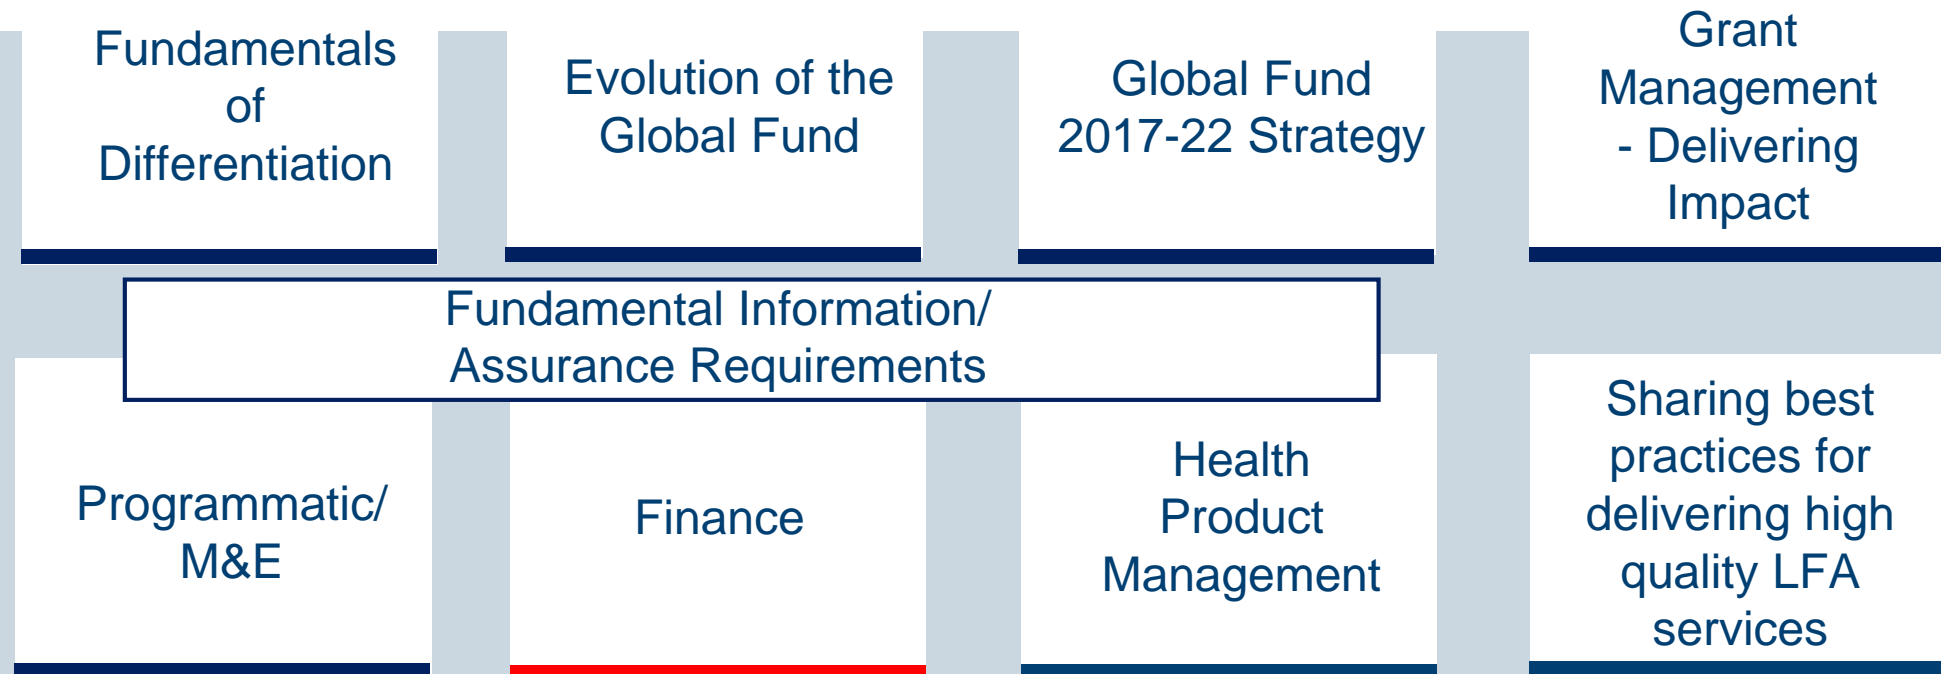 Fundamentals
of
Differentiation
Evolution of the
Global Fund
Global Fund
2017-22 Strategy
Grant
Management
- Delivering
Impact
Fundamental Information/
Assurance Requirements
Programmatic/
M&E
Finance
Health
Product
Management
Sharing best
practices for
delivering high
quality LFA
services